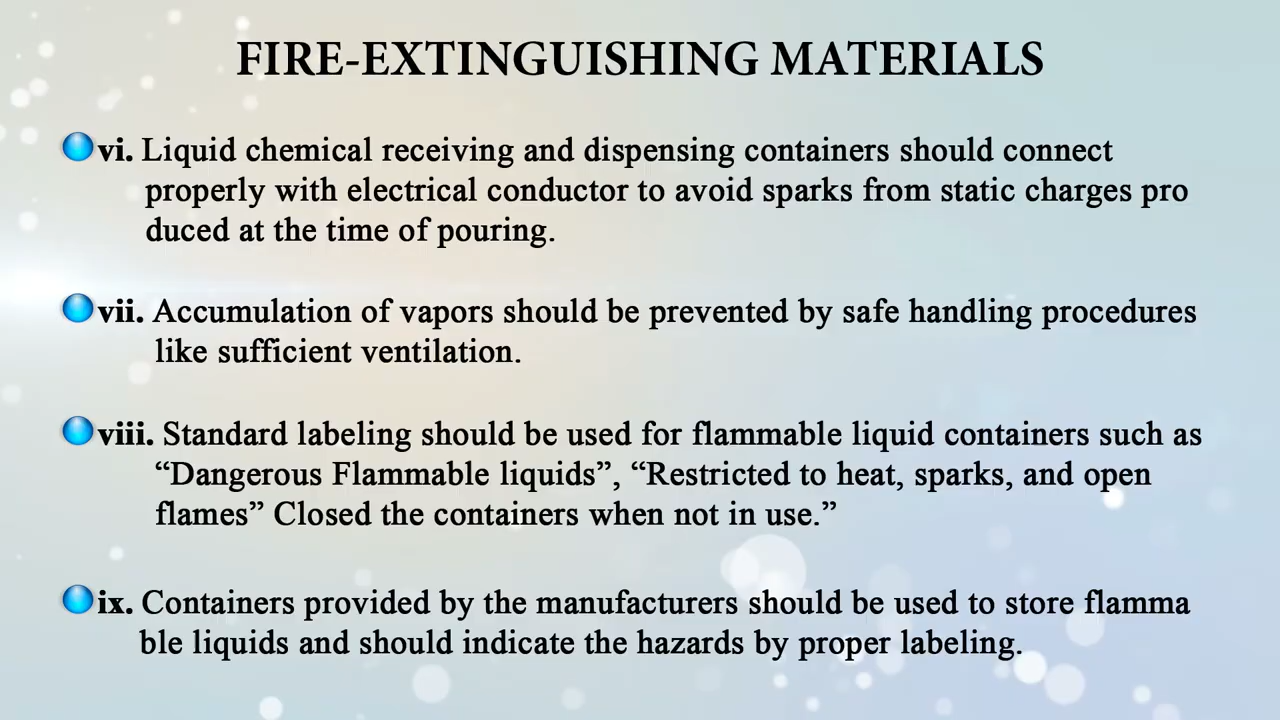 FIRE-EXTINGUISHING MATERIALS
vi. Liquid chemical receiving and dispensing containers should connect
properly with electrical conductor to avoid sparks from static charges pro
duced at the time of pouring.
vii. Accumulation of vapors should be prevented by safe handling procedures
like sufficient ventilation.
viii. Standard labeling should be used for flammable liquid containers such as
“Dangerous Flammable liquids”, “Restricted to heat, sparks, and open
flames” Closed the containers when not in use.”
ix. Containers provided by the manufacturers should be used to store flamma
ble liquids and should indicate the hazards by proper labeling.